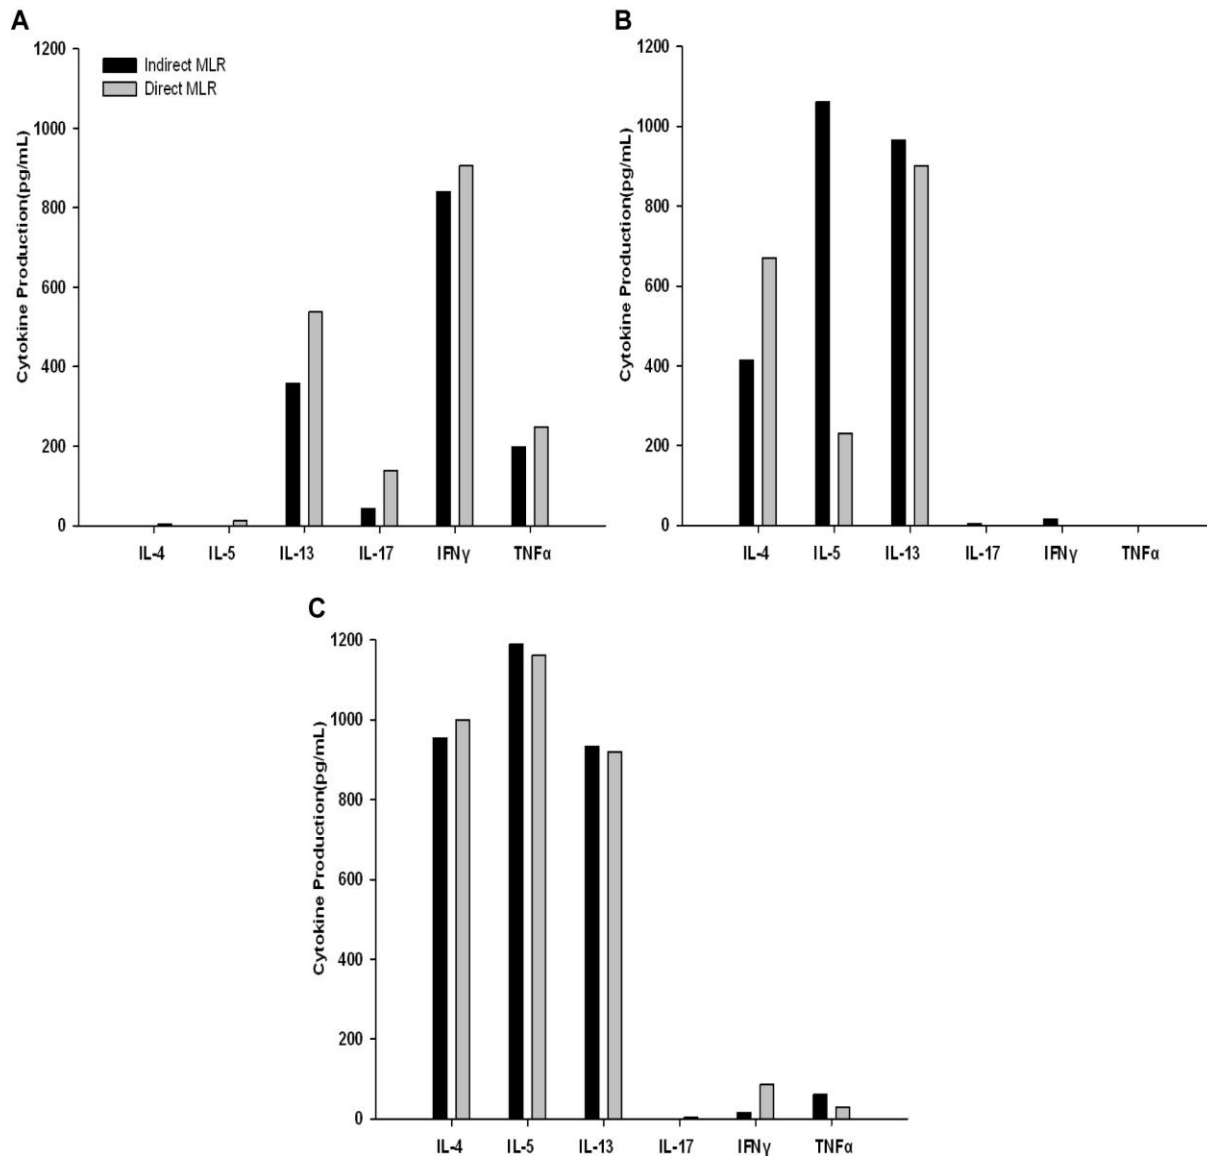 A
1200
1000
800
600
400
200
0
Cytokine Production(pg/mL)
Indirect MLR
Direct MLR
IL-4 IL-5 IL-13 IL-17 IFNγ TNFα
B
1200
1000
800
600
400
200
0
Cytokine Production(pg/mL)
IL-4 IL-5 IL-13 IL-17 IFNγ TNFα
C
1200
1000
800
600
400
200
0
Cytokine Production(pg/mL)
IL-4 IL-5 IL-13 IL-17 IFNγ TNFα